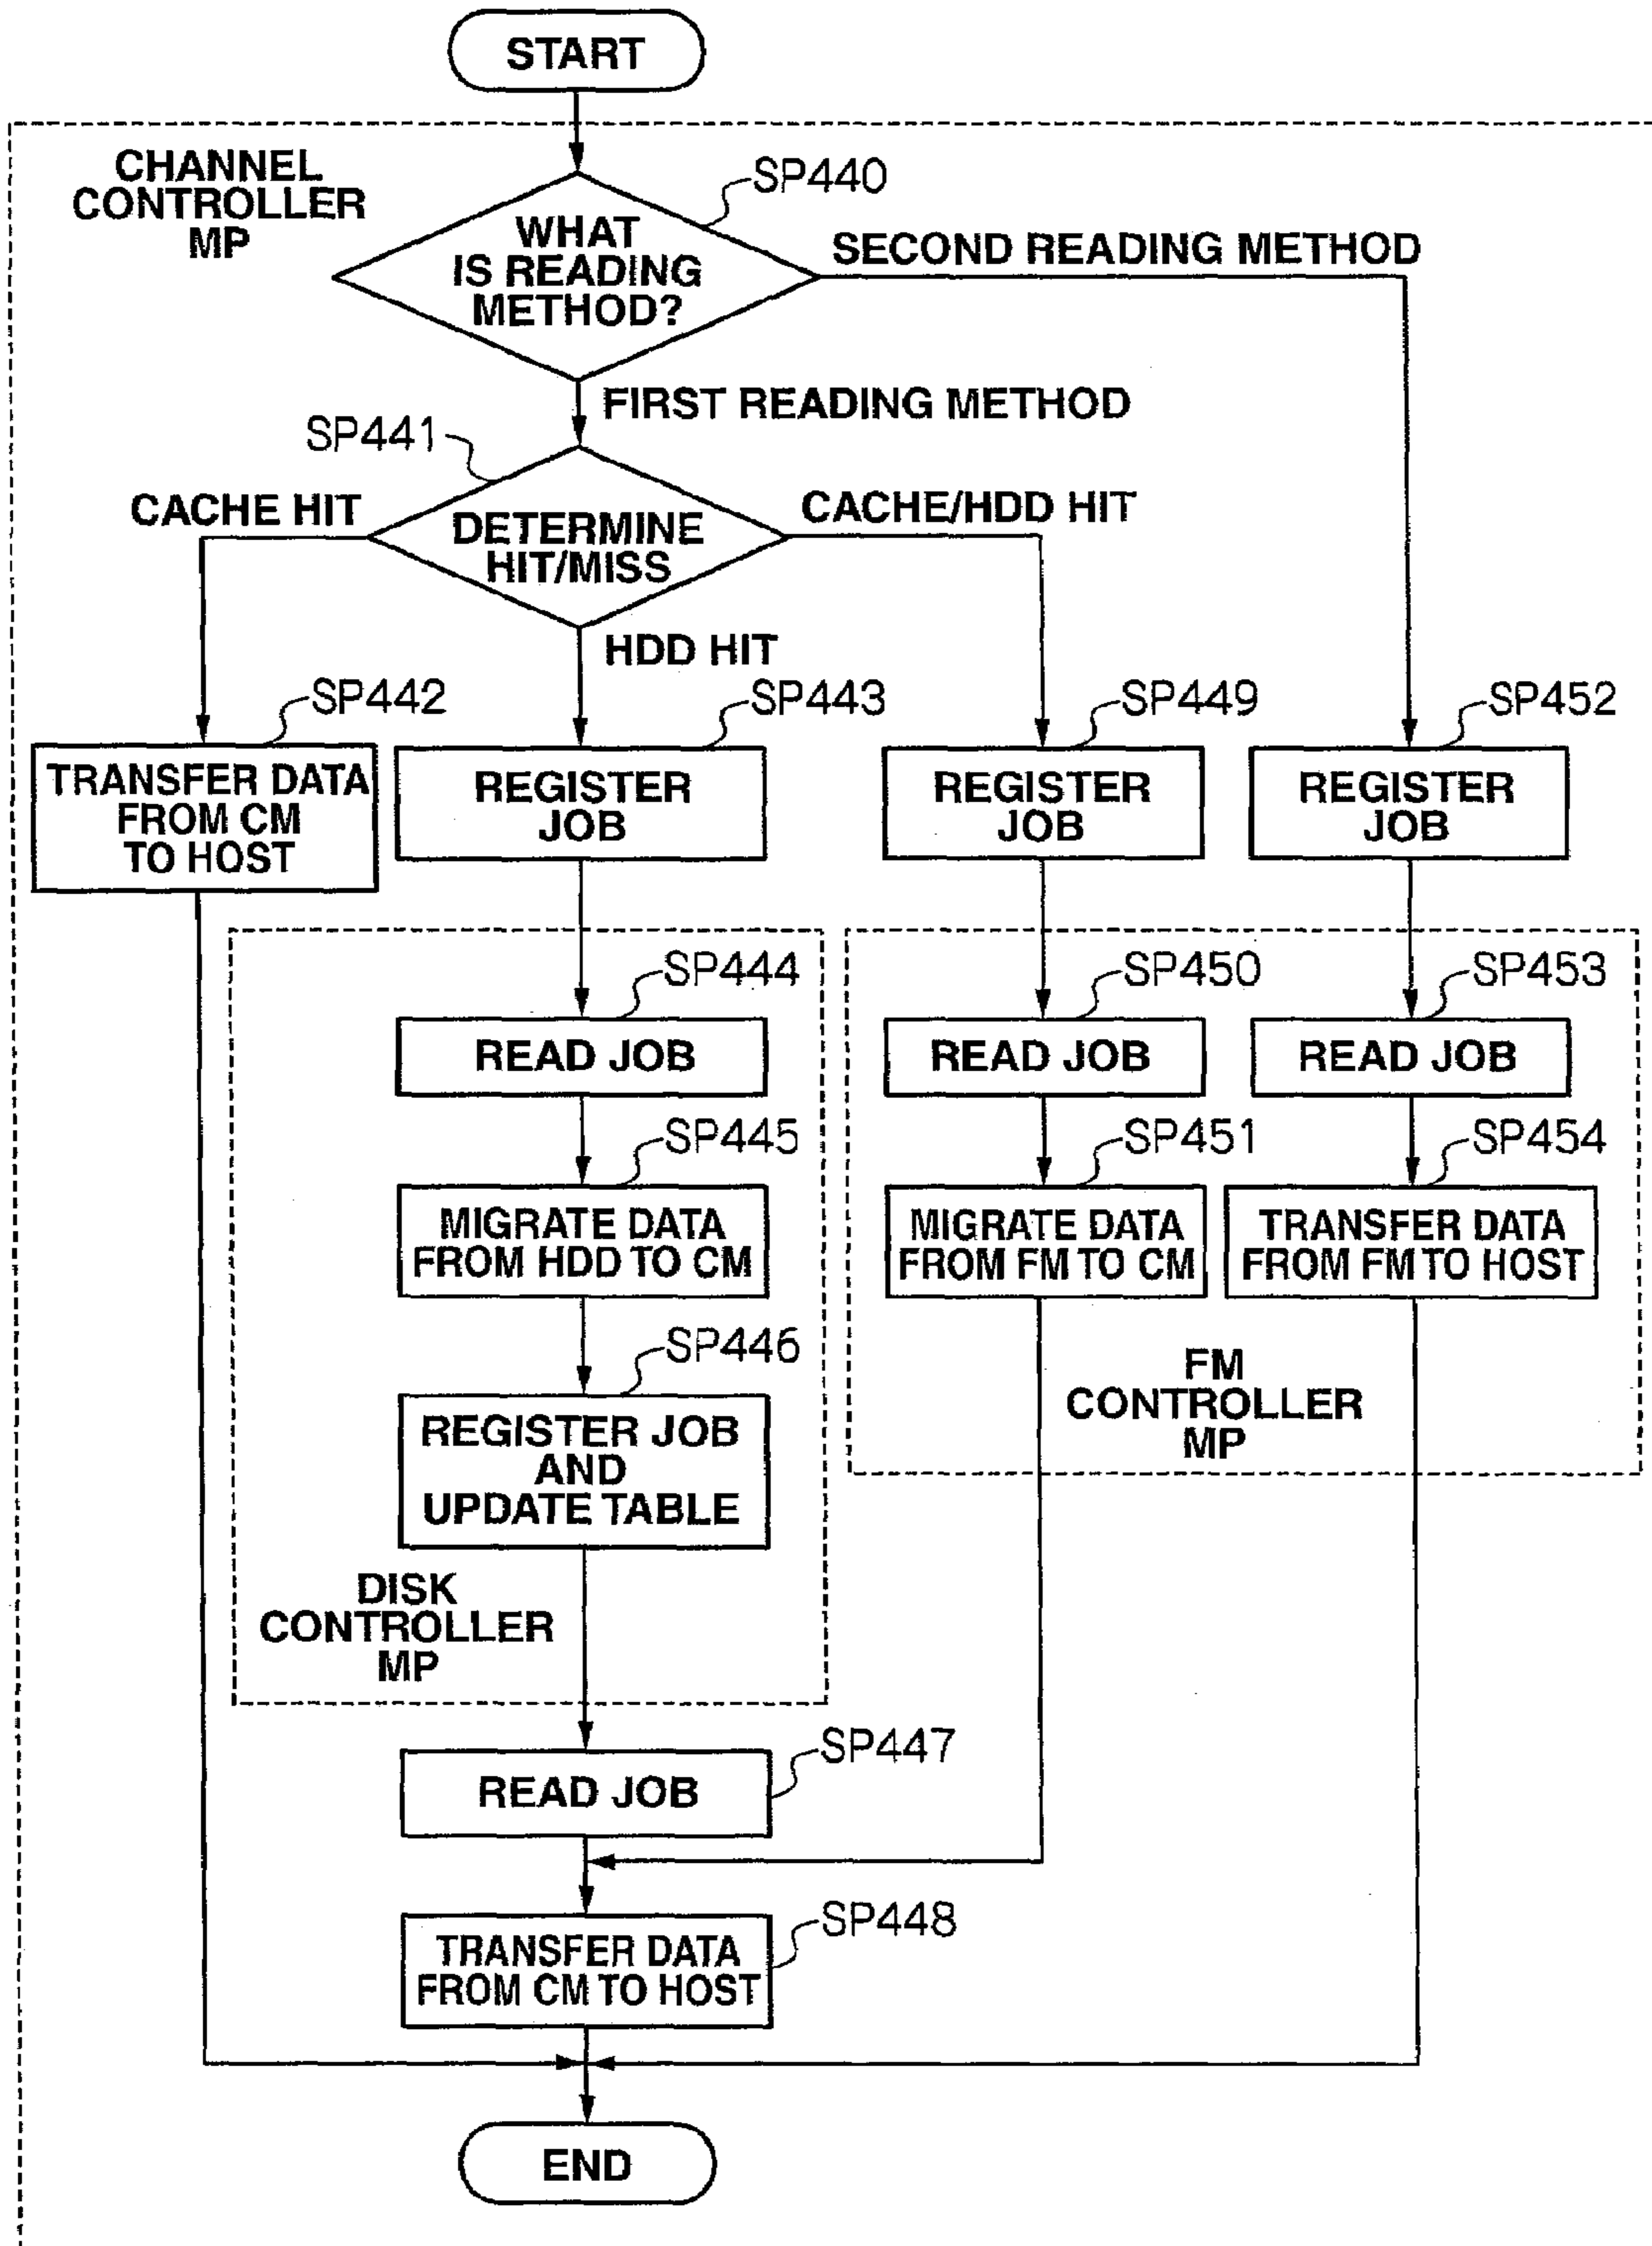 START
CHANNEL
CONTROLLER
MP
SP440
WHAT
IS READING
METHOD?
SECOND READING METHOD
FIRST READING METHOD
SP441
CACHE HIT
CACHE/HDD HIT
DETERMINE
HIT/MISS
HDD HIT
SP442
SP443
SP449
SP452
TRANSFER DATA
FROM CM
TO HOST
REGISTER
JOB
REGISTER
JOB
REGISTER
JOB
SP444
SP450
SP453
READ JOB
READ JOB
READ JOB
SP445
SP451
SP454
MIGRATE DATA
FROM HDD TO CM
MIGRATE DATA
FROM FM TO CM
TRANSFER DATA
FROM FM TO HOST
SP446
REGISTER JOB
AND
UPDATE TABLE
FM
CONTROLLER
MP
DISK
CONTROLLER
MP
SP447
READ JOB
SP448
TRANSFER DATA
FROM CM TO HOST
END